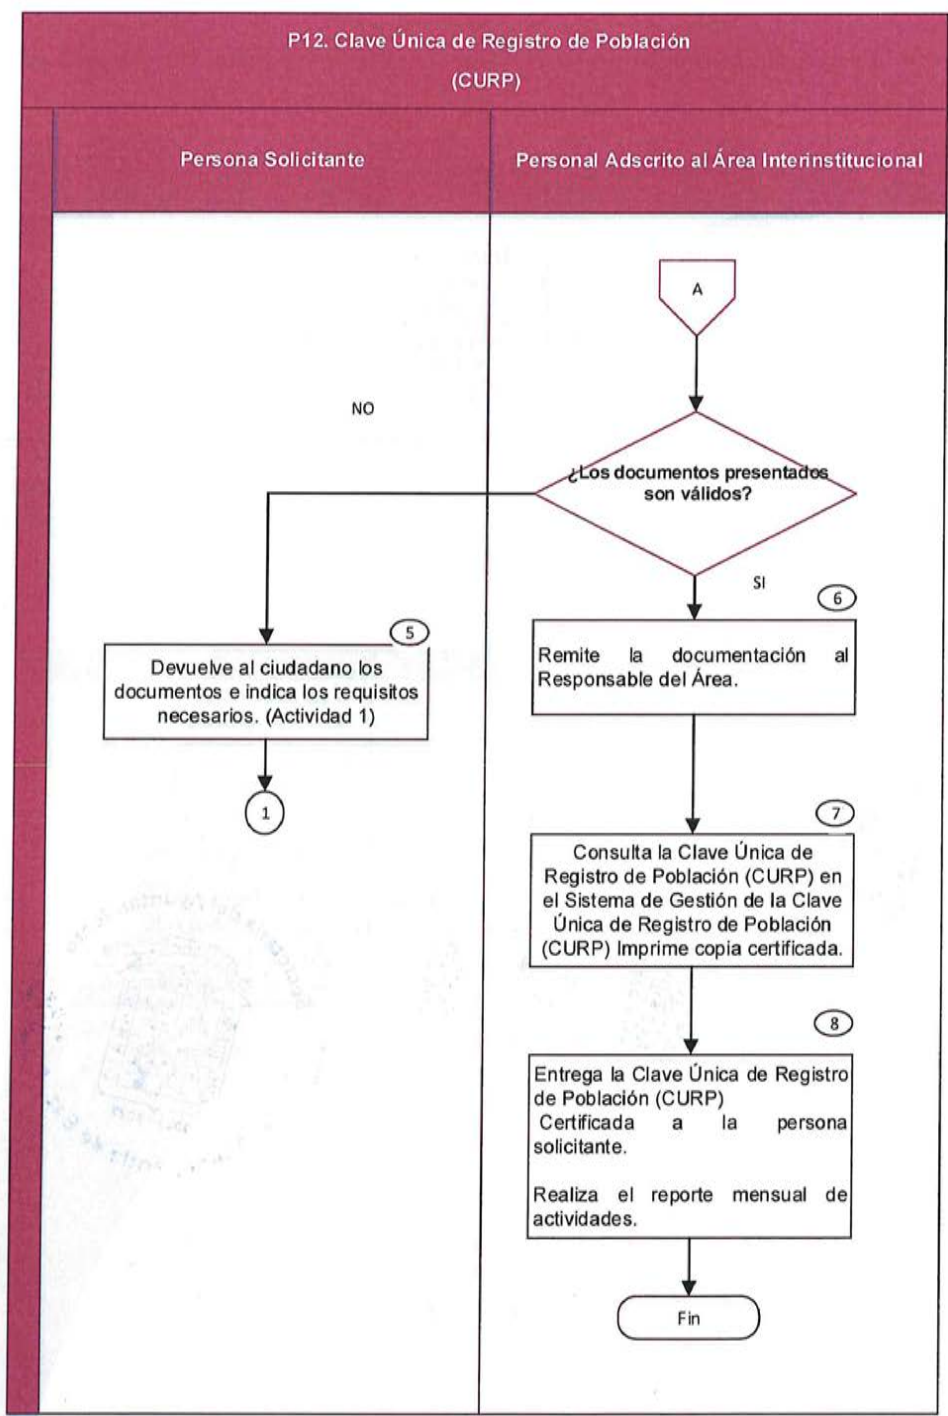 P12. Clave Única de Registro de Población
(CURP)
Persona Solicitante
Personal Adscrito al Área Interinstitucional
A
NO
¿Los documentos presentados
son válidos?
SI
6
5
Remite la documentación al
Responsable del Área.
Devuelve al ciudadano los
documentos e indica los requisitos
necesarios. (Actividad 1)
1
7
Consulta la Clave Única de
Registro de Población (CURP) en
el Sistema de Gestión de la Clave
Única de Registro de Población
(CURP) Imprime copia certificada.
8
Entrega la Clave Única de Registro
de Población (CURP)
Certificada a la persona
solicitante.
Realiza el reporte mensual de
actividades.
Fin